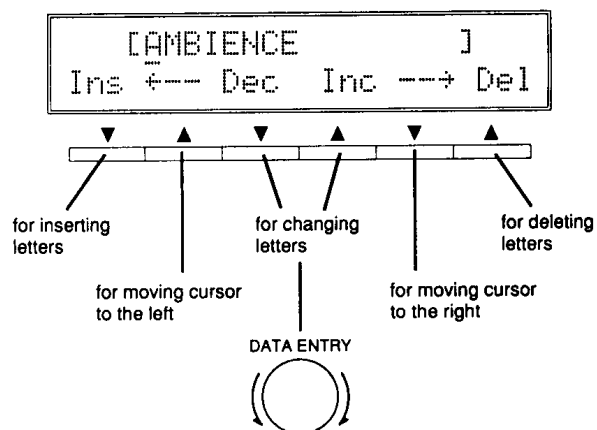 [AMBIENCE ]
Ins ←-- Dec Inc --→ Del
▼ ▲ ▼ ▲ ▼ ▲
for inserting
letters
for changing
letters
for deleting
letters
for moving cursor
to the left
for moving cursor
to the right
DATA ENTRY